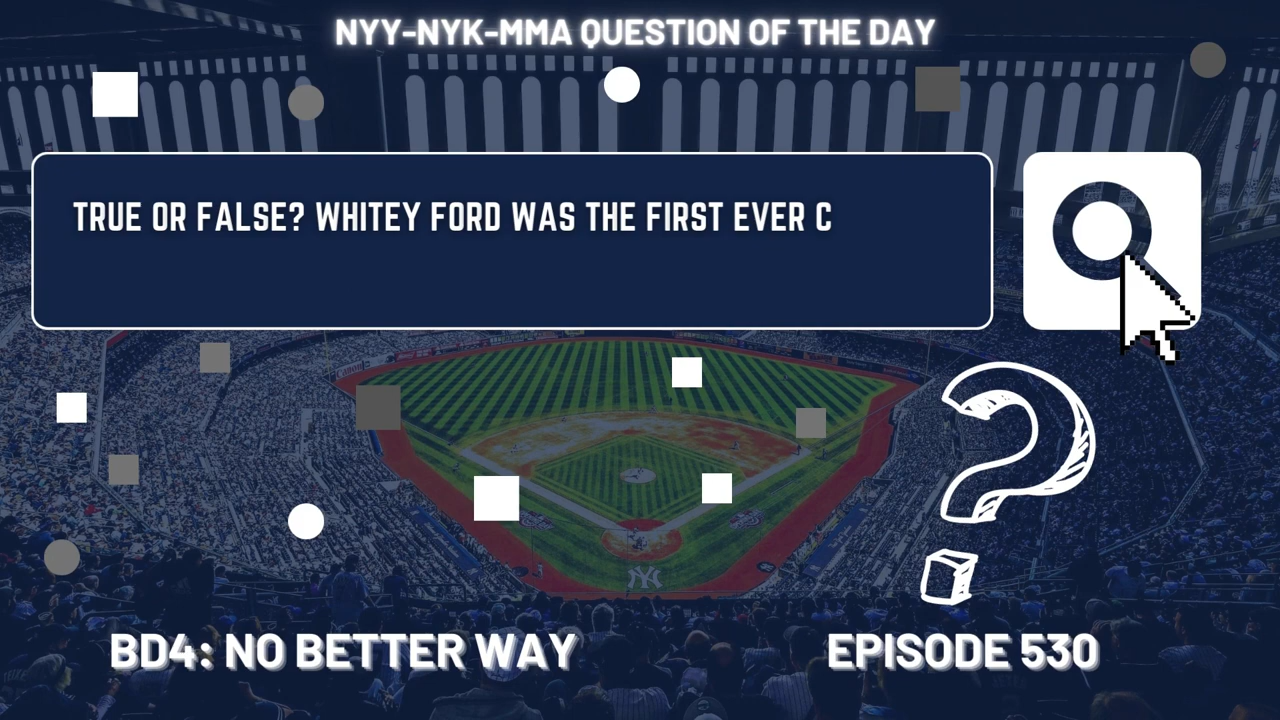 NYY-NYK-MMA QUESTION OF THE DAY
TRUE OR FALSE? WHITEY FORD WAS THE FIRST EVER C
BD4: NO BETTER WAY
EPISODE 530